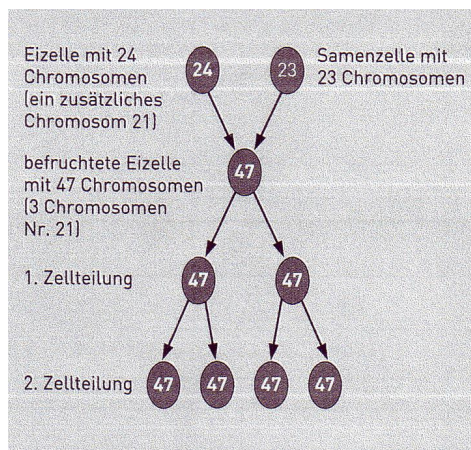 Eizelle mit 24
Chromosomen
(ein zusätzliches
Chromosom 21)
24
23
Samenzelle mit
23 Chromosomen
befruchtete Eizelle
mit 47 Chromosomen
(3 Chromosomen
Nr. 21)
47
1. Zellteilung
47
47
2. Zellteilung
47
47
47
47